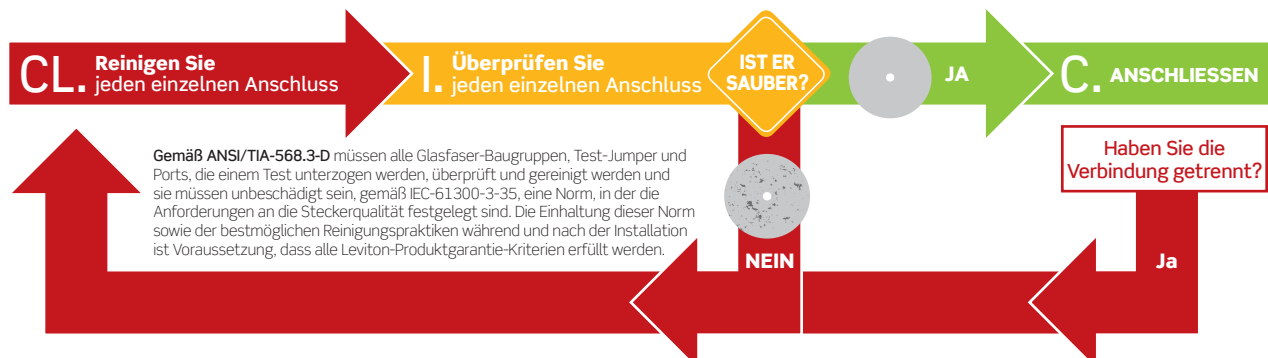 CL. Reinigen Sie
jeden einzelnen Anschluss
I. Überprüfen Sie
jeden einzelnen Anschluss
IST ER
SAUBER?
JA
C. ANSCHLIESSEN
Gemäß ANSI/TIA-568.3-D müssen alle Glasfaser-Baugruppen, Test-Jumper und
Ports, die einem Test unterzogen werden, überprüft und gereinigt werden und
sie müssen unbeschädigt sein, gemäß IEC-61300-3-35, eine Norm, in der die
Anforderungen an die Steckerqualität festgelegt sind. Die Einhaltung dieser Norm
sowie der bestmöglichen Reinigungspraktiken während und nach der Installation
ist Voraussetzung, dass alle Leviton-Produktgarantie-Kriterien erfüllt werden.
NEIN
Haben Sie die
Verbindung getrennt?
Ja